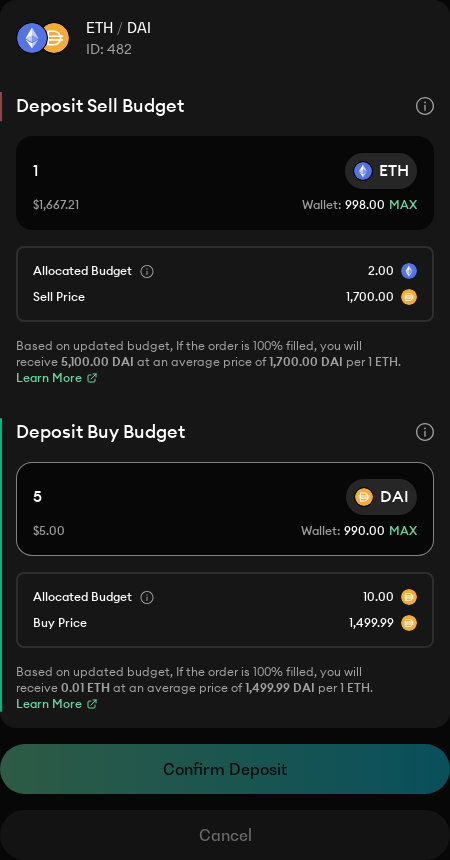 ETH / DAI
ID: 482
Deposit Sell Budget
1
ETH
$1,667.21
Wallet: 998.00 MAX
Allocated Budget
2.00
Sell Price
1,700.00
Based on updated budget, If the order is 100% filled, you will
receive 5,100.00 DAI at an average price of 1,700.00 DAI per 1 ETH.
Learn More
Deposit Buy Budget
5
DAI
$5.00
Wallet: 990.00 MAX
Allocated Budget
10.00
Buy Price
1,499.99
Based on updated budget, If the order is 100% filled, you will
receive 0.01 ETH at an average price of 1,499.99 DAI per 1 ETH.
Learn More
Confirm Deposit
Cancel